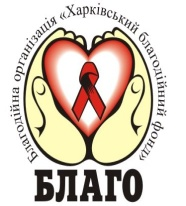 Благодійна організація «Харківський благодійний фонд»
БЛАГО